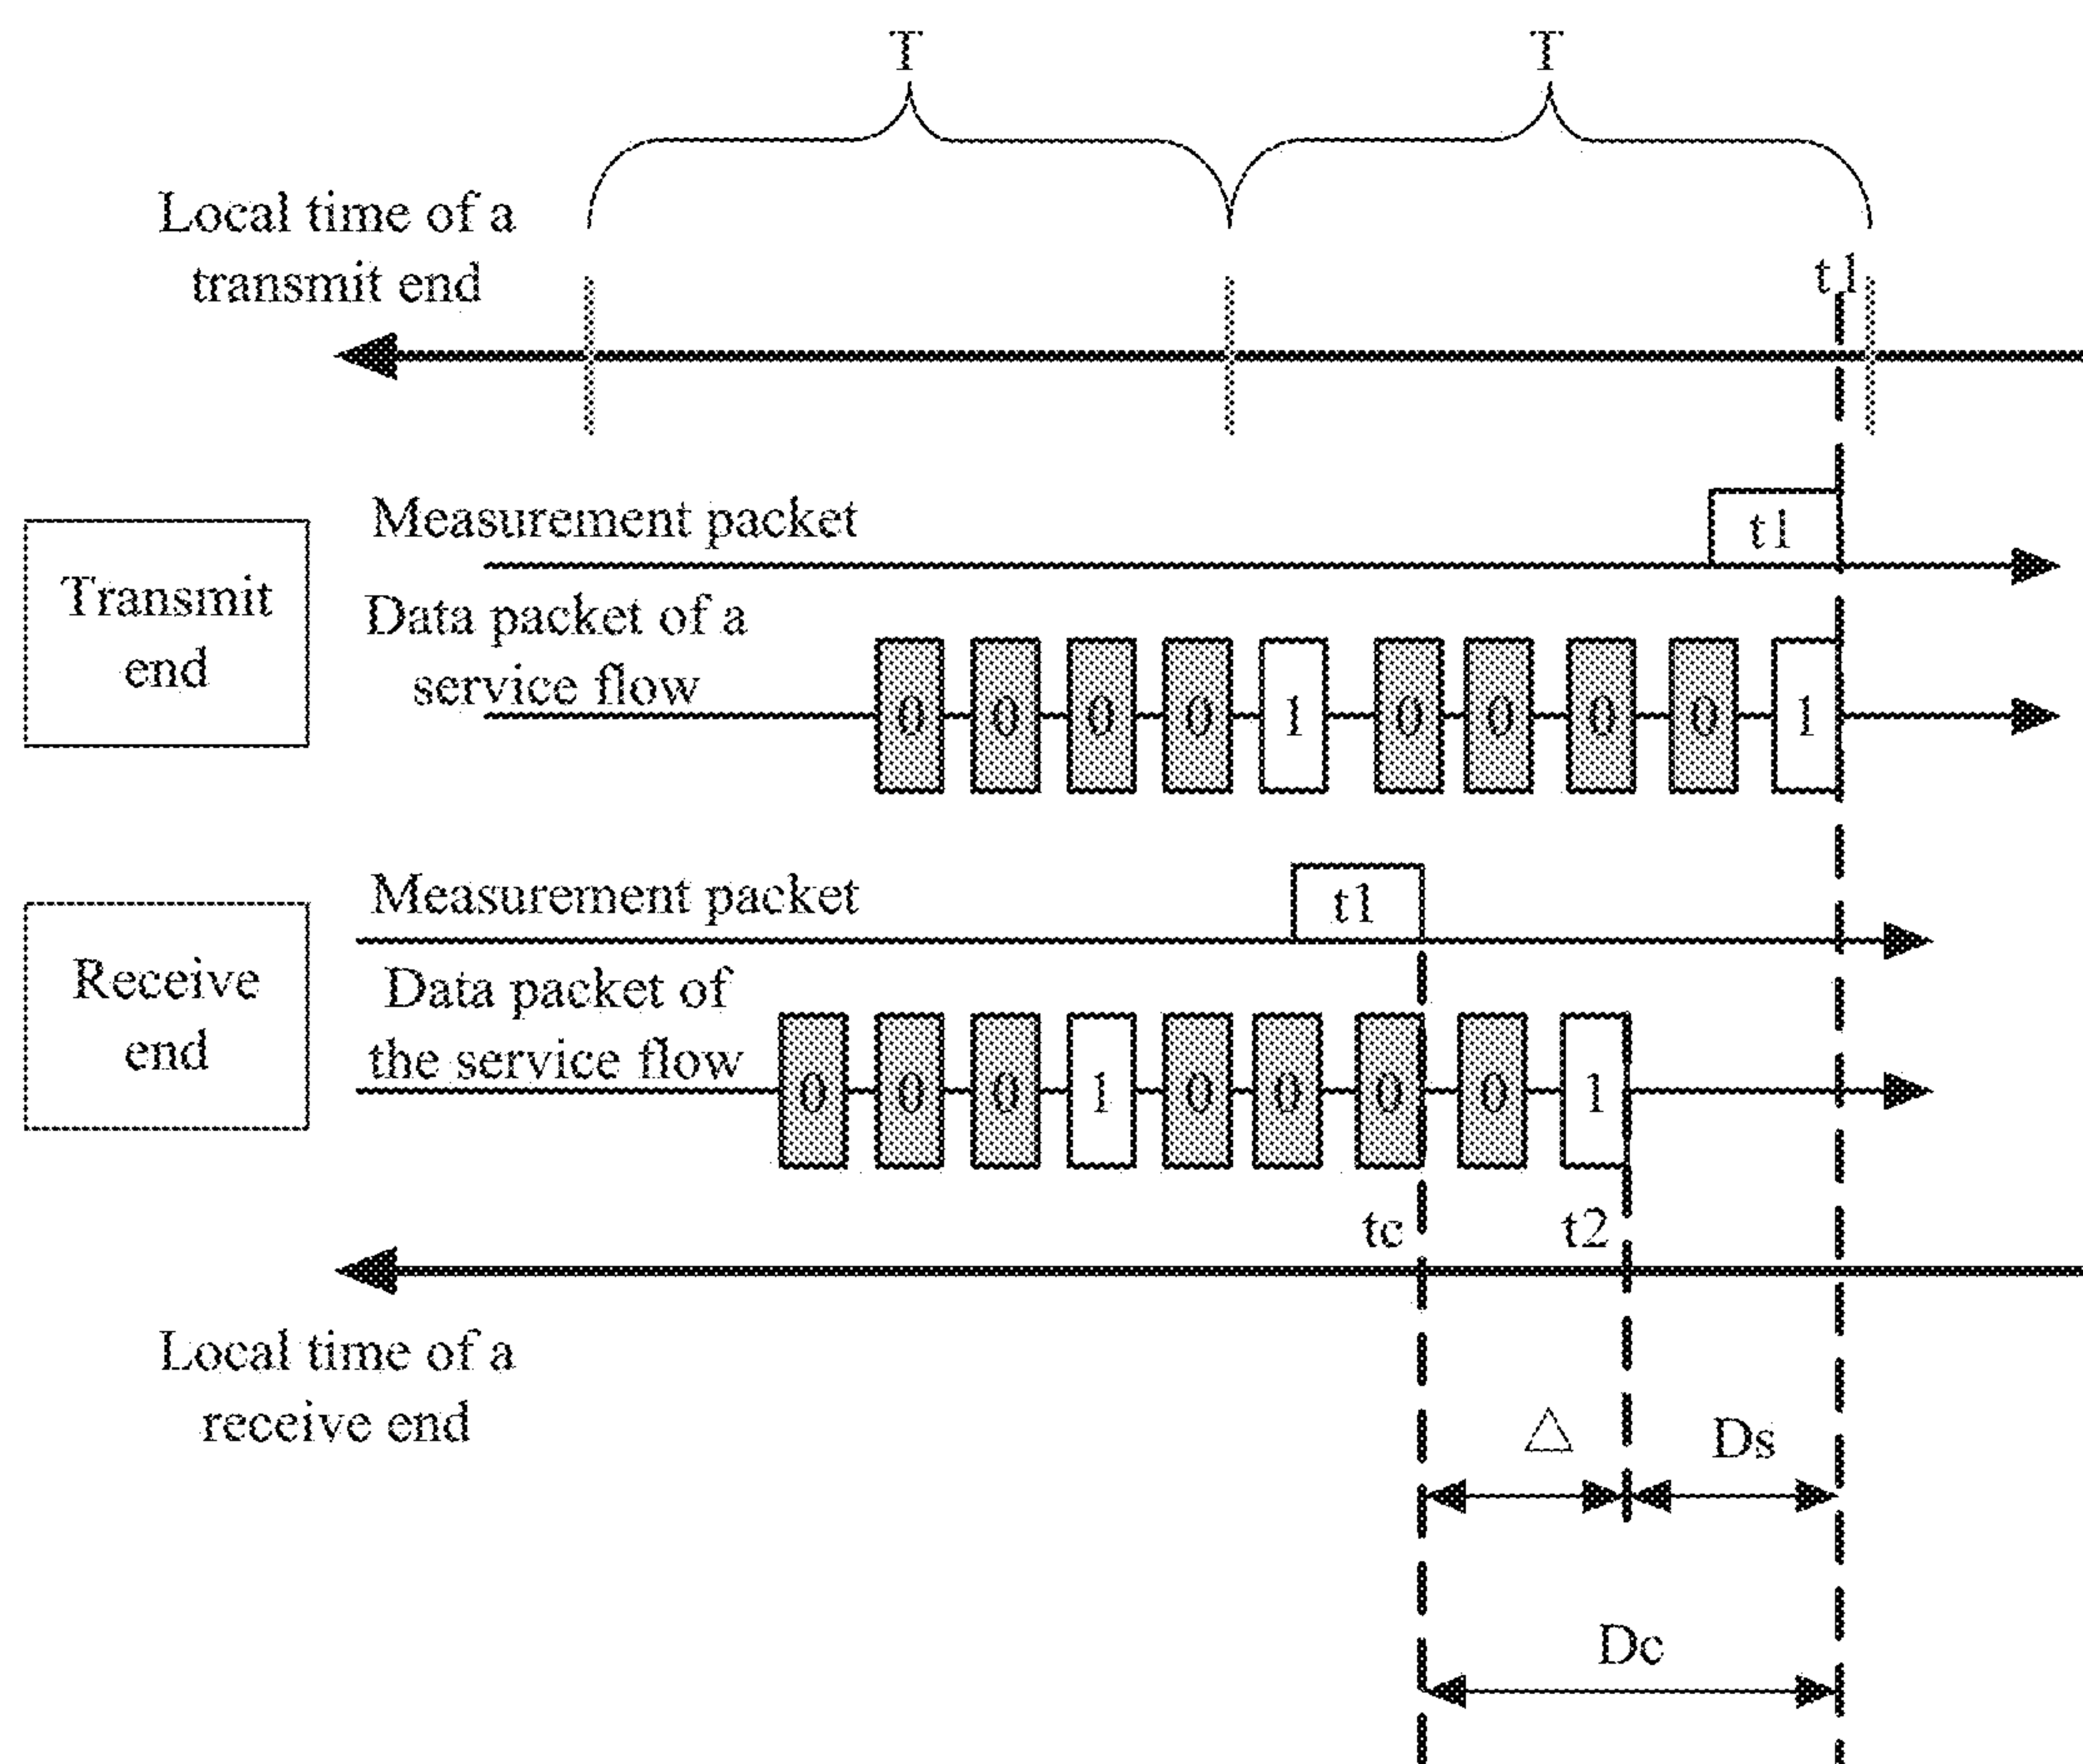 T T
Local time of a
transmit end
t1
Measurement packet
t1
Transmit
end
Data packet of a
service flow
0 0 0 0 1 0 0 0 0 1
Measurement packet
t1
Receive
end
Data packet of
the service flow
0 0 0 1 0 0 0 0 1
tc t2
Local time of a
receive end
△ Ds
Dc